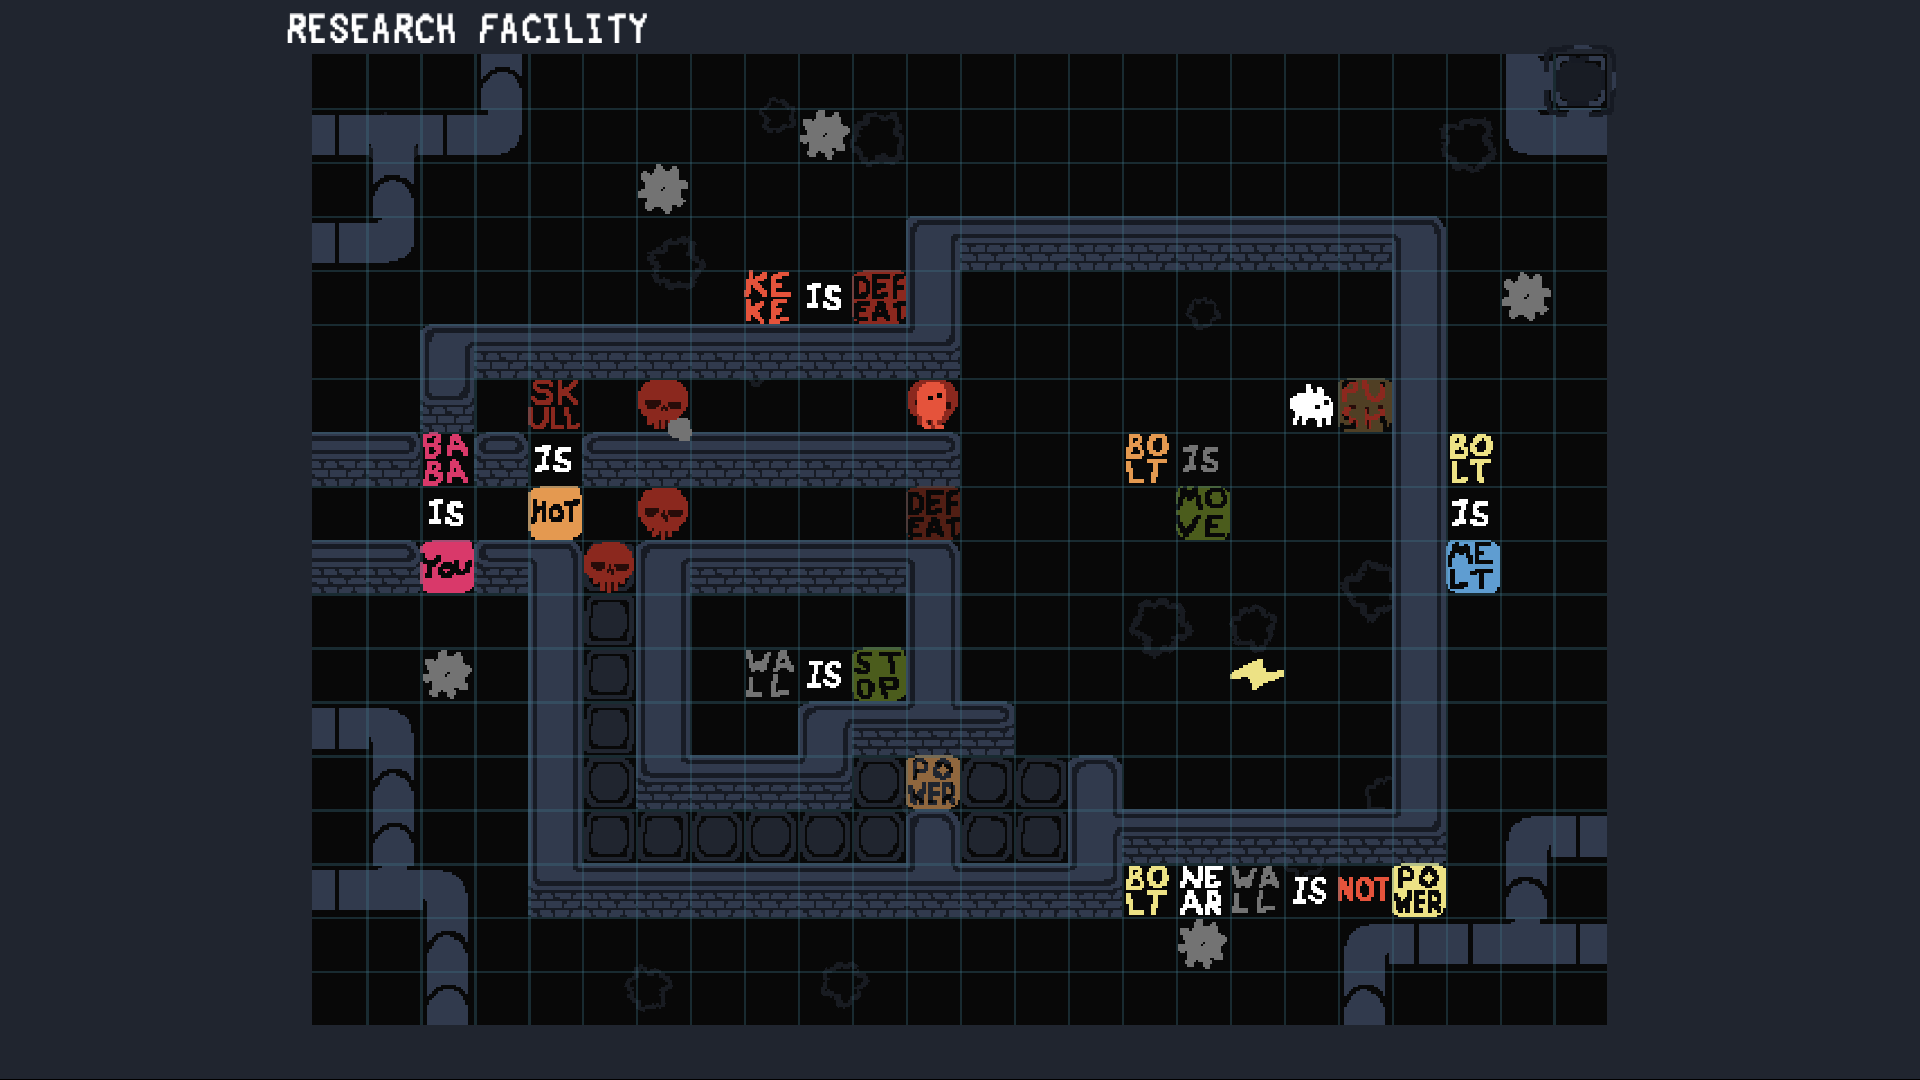 RESEARCH FACILITY
KEKE IS DEFEAT
SKULL
PUSH
BABA IS BOLT IS BOLT
IS HOT DEFEAT MOVE IS
YOU MELT
WALL IS STOP
POWER
BOLT NEAR WALL IS NOT POWER